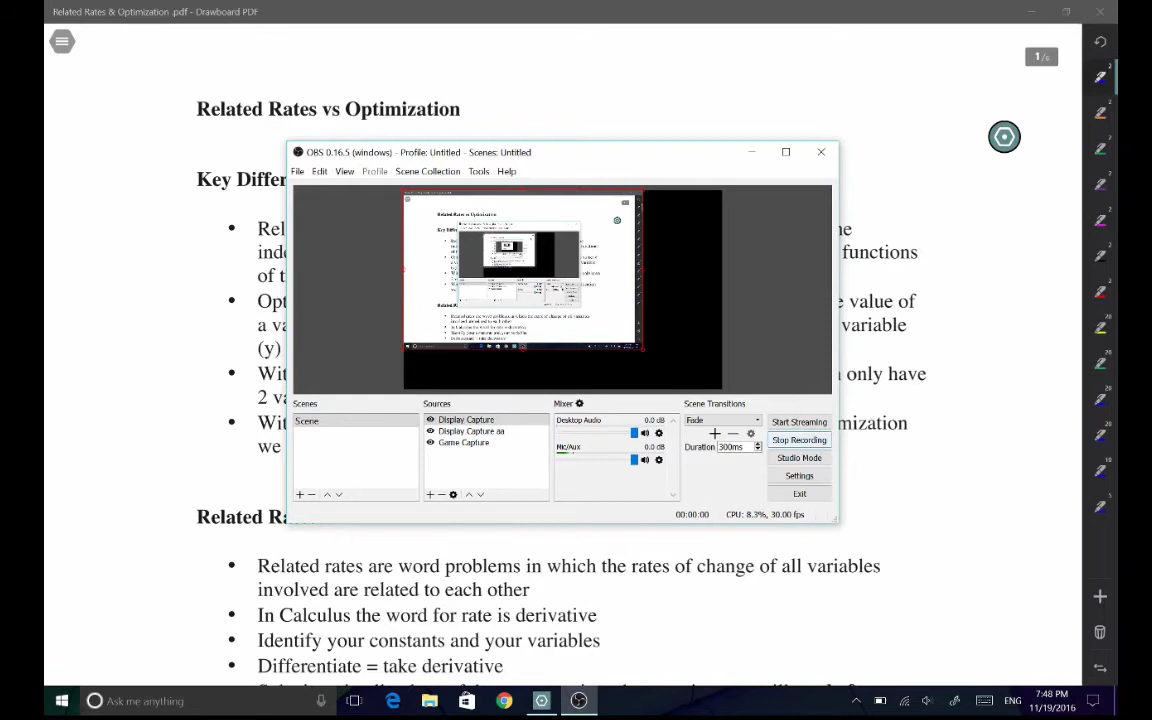 Related Rates & Optimization .pdf - Drawboard PDF
1/6
Related Rates vs Optimization
OBS 0.16.5 (windows) - Profile: Untitled - Scenes: Untitled
File Edit View Profile Scene Collection Tools Help
Key Differ
Rel
he
inde
functions
of t
Opt
e value of
a va
variable
(y)
Wit
n only have
2 va
Wit
mization
we
Scenes
Sources
Mixer
Scene Transitions
Scene
Display Capture
Desktop Audio 0.0 dB
Fade
Start Streaming
Display Capture aa
Game Capture
Mic/Aux 0.0 dB
Duration 300ms
Stop Recording
Studio Mode
Settings
Exit
00:00:00 CPU: 8.3%, 30.00 fps
Related Ra
Related rates are word problems in which the rates of change of all variables
involved are related to each other
In Calculus the word for rate is derivative
Identify your constants and your variables
Differentiate = take derivative
Ask me anything
ENG
7:48 PM
11/19/2016